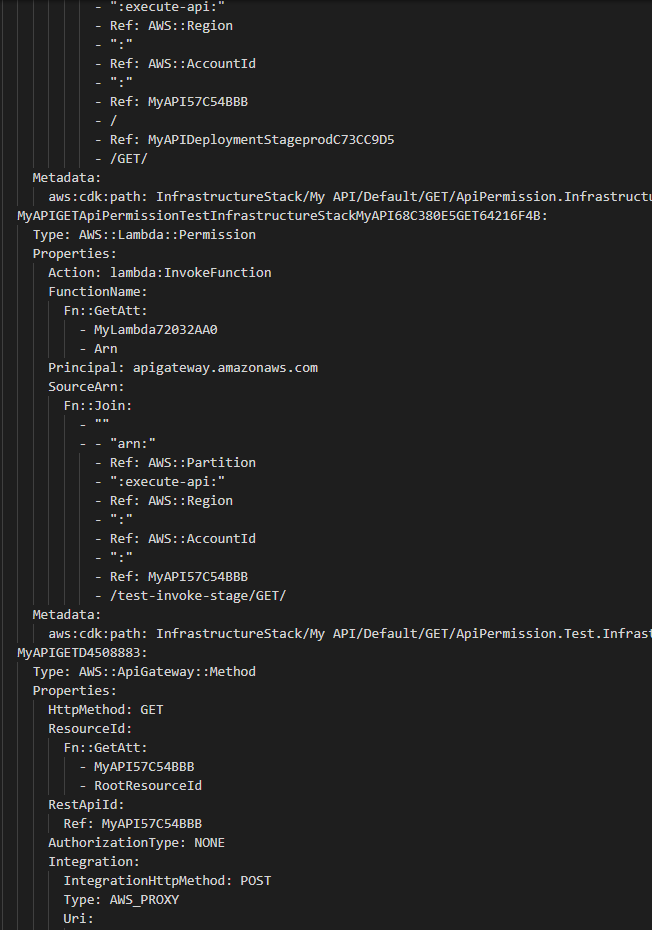 - ":execute-api:"
- Ref: AWS::Region
- ":"
- Ref: AWS::AccountId
- ":"
- Ref: MyAPI57C54BBB
- /
- Ref: MyAPIDeploymentStageprodC73CC9D5
- /GET/
Metadata:
aws:cdk:path: InfrastructureStack/My API/Default/GET/ApiPermission.Infrastructu
MyAPIGETApiPermissionTestInfrastructureStackMyAPI68C380E5GET64216F4B:
Type: AWS::Lambda::Permission
Properties:
Action: lambda:InvokeFunction
FunctionName:
Fn::GetAtt:
- MyLambda72032AA0
- Arn
Principal: apigateway.amazonaws.com
SourceArn:
Fn::Join:
- ""
- - "arn:"
- Ref: AWS::Partition
- ":execute-api:"
- Ref: AWS::Region
- ":"
- Ref: AWS::AccountId
- ":"
- Ref: MyAPI57C54BBB
- /test-invoke-stage/GET/
Metadata:
aws:cdk:path: InfrastructureStack/My API/Default/GET/ApiPermission.Test.Infrast
MyAPIGETD4508883:
Type: AWS::ApiGateway::Method
Properties:
HttpMethod: GET
ResourceId:
Fn::GetAtt:
- MyAPI57C54BBB
- RootResourceId
RestApiId:
Ref: MyAPI57C54BBB
AuthorizationType: NONE
Integration:
IntegrationHttpMethod: POST
Type: AWS_PROXY
Uri: